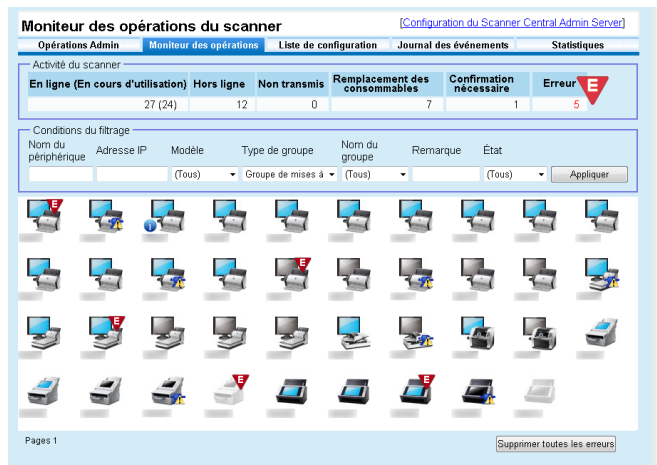 Moniteur des opérations du scanner
[Configuration du Scanner Central Admin Server]
Opérations Admin Moniteur des opérations Liste de configuration Journal des événements Statistiques
Activité du scanner
En ligne (En cours d'utilisation) Hors ligne Non transmis Remplacement des consommables Confirmation nécessaire Erreur E
27 (24) 12 0 7 1 5
Conditions du filtrage
Nom du périphérique Adresse IP Modèle Type de groupe Nom du groupe Remarque État
(Tous) Groupe de mises à (Tous) (Tous) Appliquer
E
i
E
E
E
E
Pages 1
Supprimer toutes les erreurs